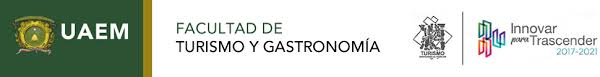 UAEM
FACULTAD DE
TURISMO Y GASTRONOMÍA
TURISMO
Innovar
para Trascender
2017-2021